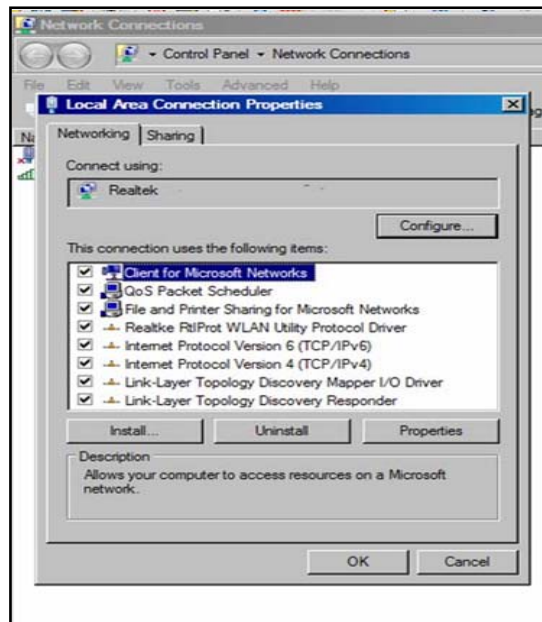 Network Connections
Control Panel Network Connections
File Edit View Tools Advanced Help
Local Area Connection Properties
Networking Sharing
Connect using:
Realtek
Configure...
This connection uses the following items:
Client for Microsoft Networks
QoS Packet Scheduler
File and Printer Sharing for Microsoft Networks
Realtke RtlProt WLAN Utility Protocol Driver
Internet Protocol Version 6 (TCP/IPv6)
Internet Protocol Version 4 (TCP/IPv4)
Link-Layer Topology Discovery Mapper I/O Driver
Link-Layer Topology Discovery Responder
Install... Uninstall Properties
Description
Allows your computer to access resources on a Microsoft
network.
OK Cancel